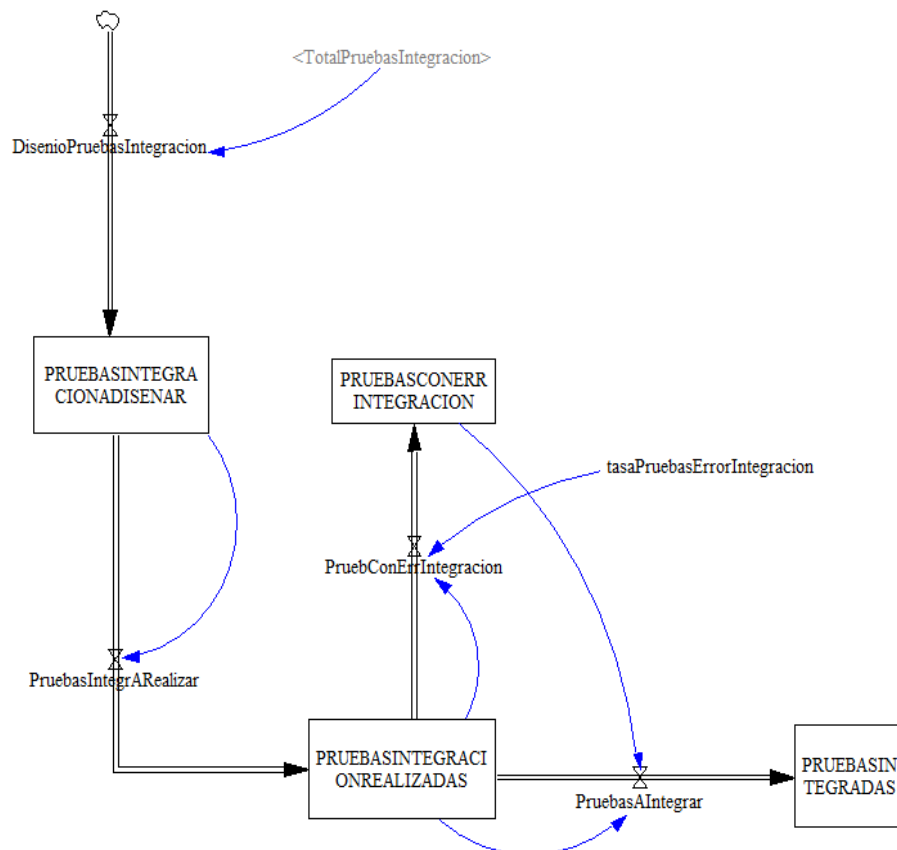 <TotalPruebasIntegracion>
DisenioPruebasIntegracion
PRUEBASINTEGRA
CIONADISENAR
PRUEBASCONERR
INTEGRACION
tasaPruebasErrorIntegracion
PruebConErrIntegracion
PruebasIntegrARealizar
PRUEBASINTEGRACI
ONREALIZADAS
PRUEBASIN
TEGRADAS
PruebasAIntegrar